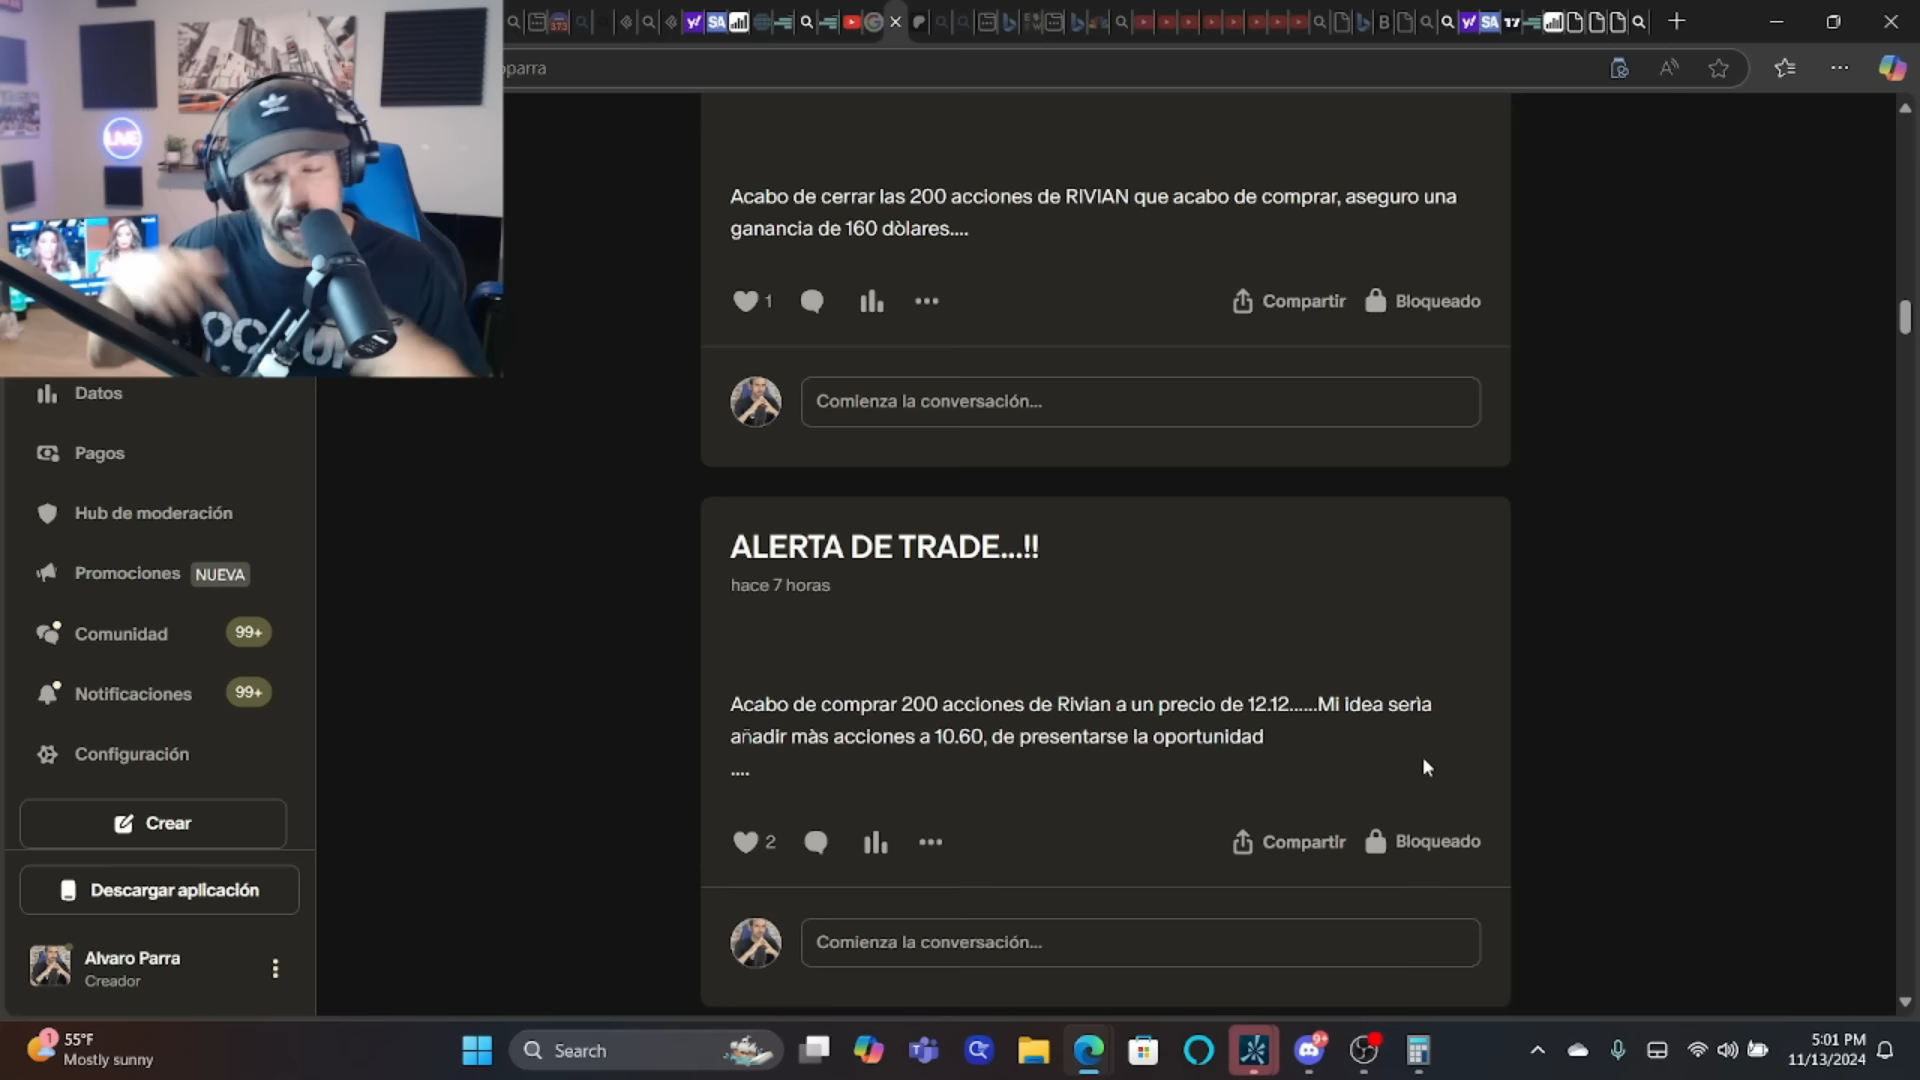 parra
LIVE
Acabo de cerrar las 200 acciones de RIVIAN que acabo de comprar, aseguro una
ganancia de 160 dòlares....
1
Compartir
Bloqueado
Comienza la conversación...
Datos
Pagos
Hub de moderación
Promociones NUEVA
Comunidad 99+
Notificaciones 99+
Configuración
Crear
Descargar aplicación
Alvaro Parra
Creador
ALERTA DE TRADE...!!
hace 7 horas
Acabo de comprar 200 acciones de Rivian a un precio de 12.12......Mi idea serìa
añadir màs acciones a 10.60, de presentarse la oportunidad
....
2
Compartir
Bloqueado
Comienza la conversación...
1
55°F
Mostly sunny
Search
9+
5:01 PM
11/13/2024